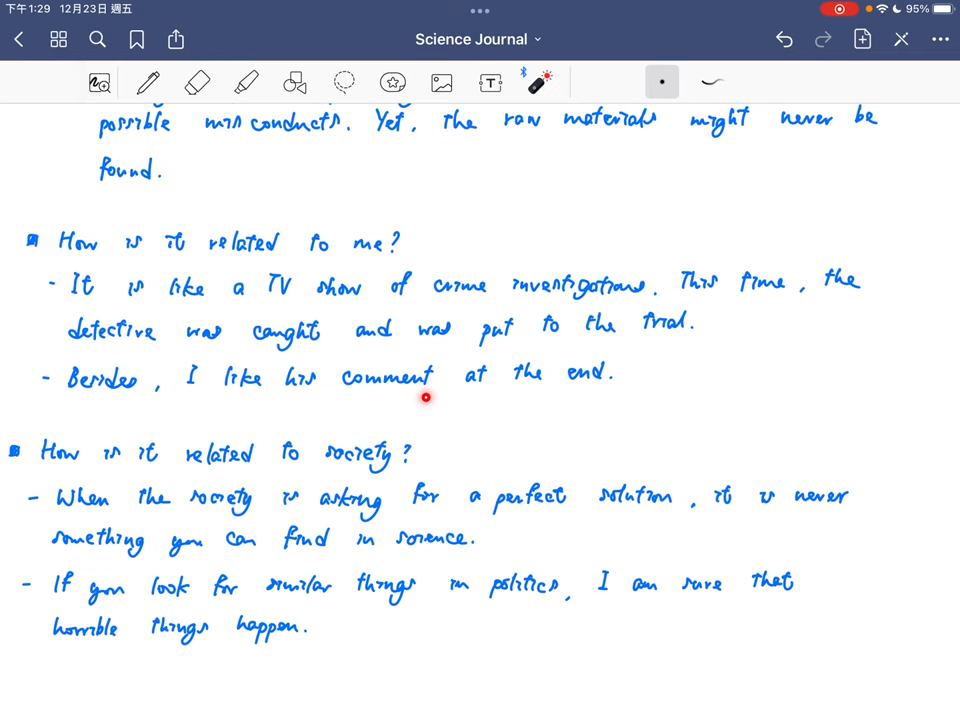 下午1:29 12月23日 週五
95%
Science Journal
T
possible misconducts. Yet, the raw materials might never be
found.
How is it related to me?
- It is like a TV show of crime investigations. This time, the
detective was caught and was put to the trial.
- Besides, I like his comment at the end.
How is it related to society?
- When the society is asking for a perfect solution, it is never
something you can find in science.
- If you look for similar things in politics, I am sure that
horrible things happen.